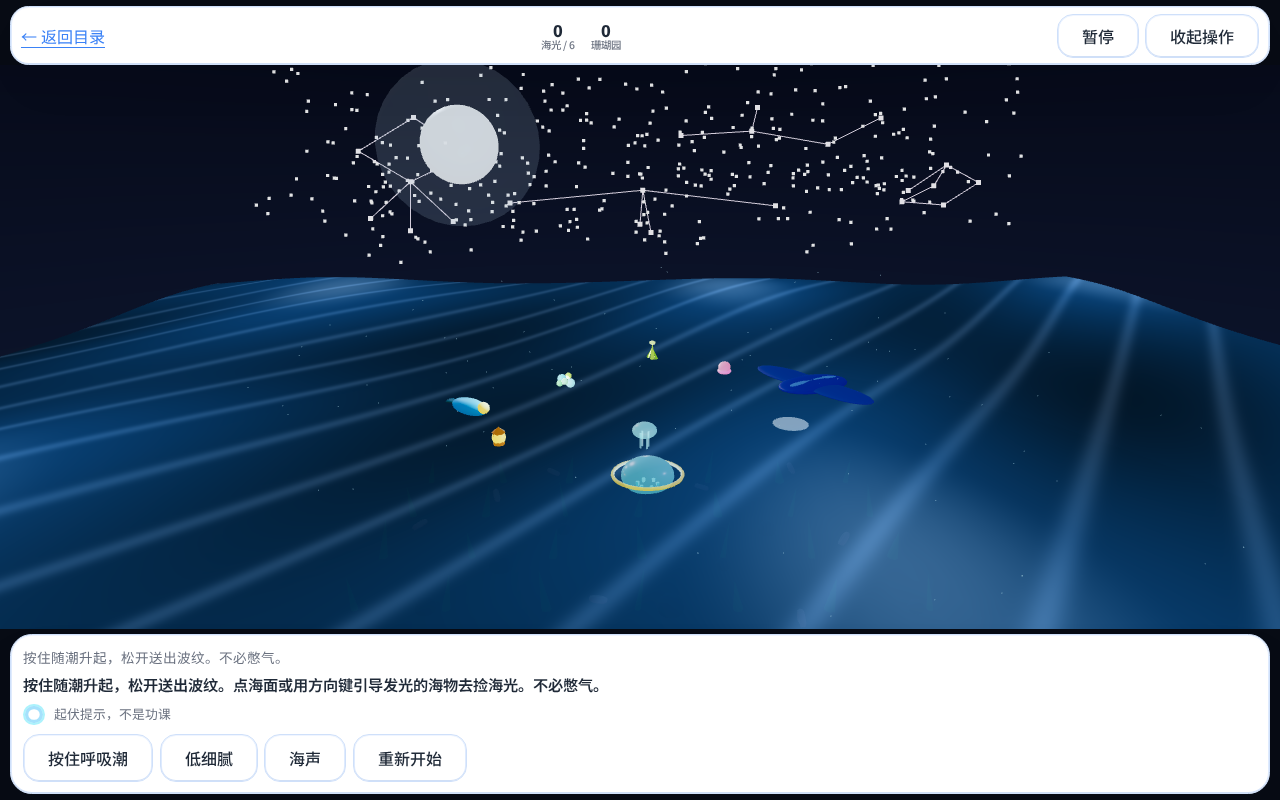 ← 返回目录
0
海光 / 6
0
珊瑚园
暂停
收起操作
按住随潮升起，松开送出波纹。不必憋气。
按住随潮升起，松开送出波纹。点海面或用方向键引导发光的海物去捡海光。不必憋气。
起伏提示，不是功课
按住呼吸潮
低细腻
海声
重新开始